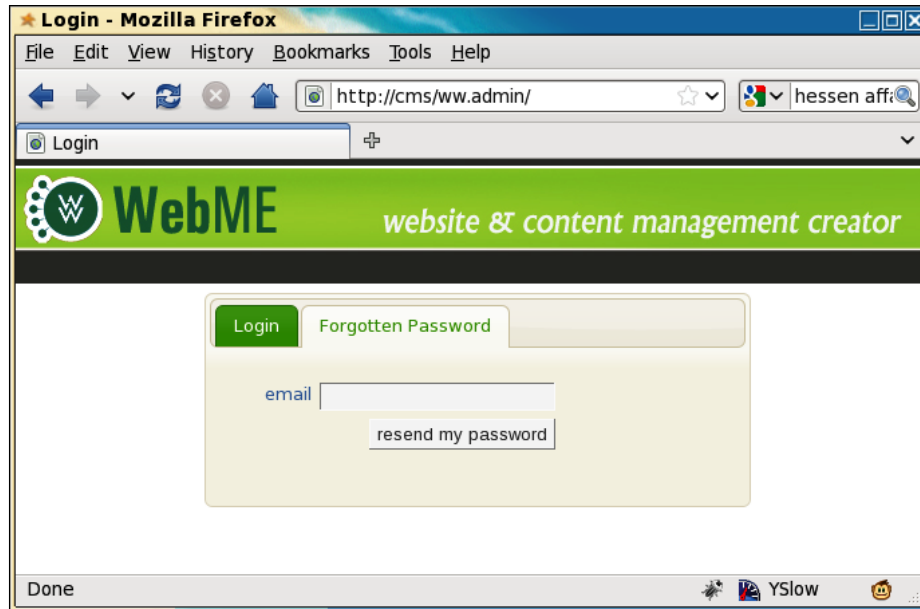 Login - Mozilla Firefox
File Edit View History Bookmarks Tools Help
http://cms/ww.admin/ hessen affa
Login
WebME website & content management creator
Login Forgotten Password
email
resend my password
Done YSlow